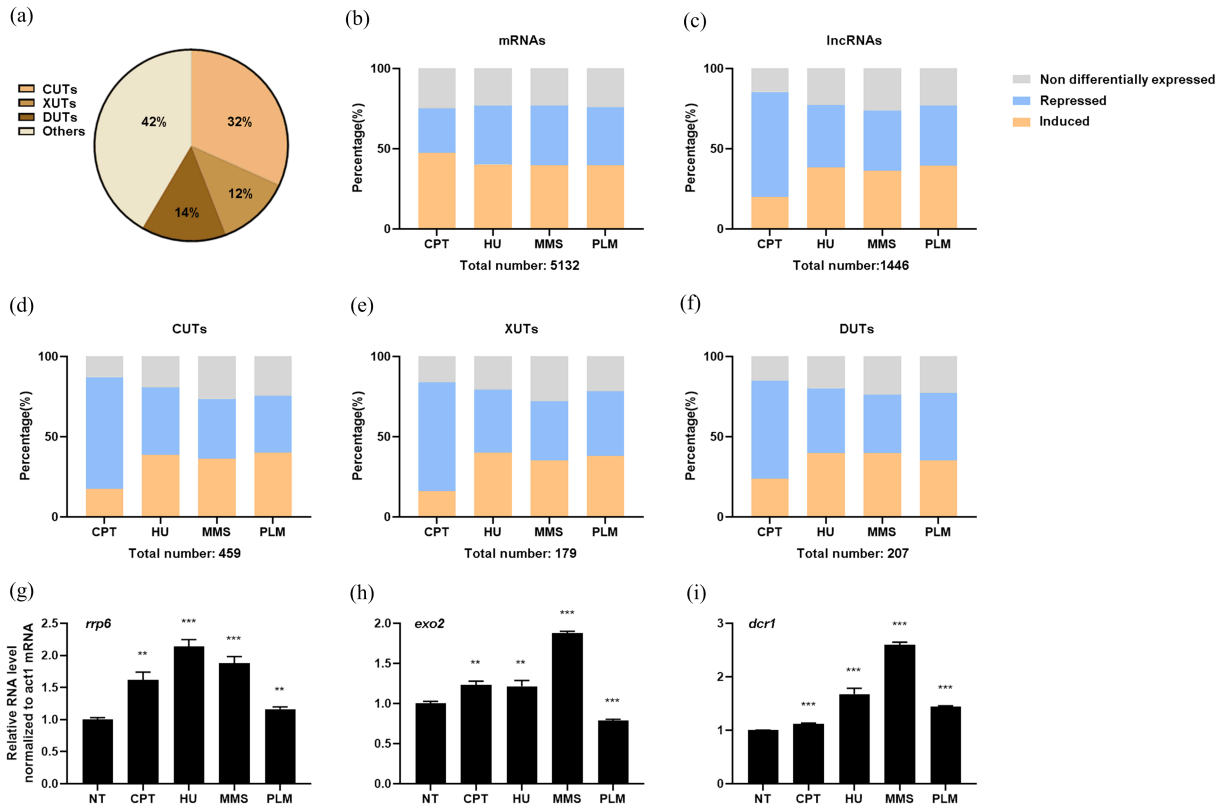 (a)
CUTs
XUTs
DUTs
Others
42%
32%
12%
14%
(b)
mRNAs
Percentage(%)
100
50
0
CPT HU MMS PLM
Total number: 5132
(c)
lncRNAs
Percentage(%)
100
50
0
CPT HU MMS PLM
Total number:1446
Non differentially expressed
Repressed
Induced
(d)
CUTs
Percentage(%)
100
50
0
CPT HU MMS PLM
Total number: 459
(e)
XUTs
Percentage(%)
100
50
0
CPT HU MMS PLM
Total number: 179
(f)
DUTs
Percentage(%)
100
50
0
CPT HU MMS PLM
Total number: 207
(g)
rrp6
Relative RNA level
normalized to act1 mRNA
2.5
2.0
1.5
1.0
0.5
0.0
** *** *** **
NT CPT HU MMS PLM
(h)
exo2
2.0
1.5
1.0
0.5
0.0
** ** *** ***
NT CPT HU MMS PLM
(i)
dcr1
3
2
1
0
*** *** *** ***
NT CPT HU MMS PLM